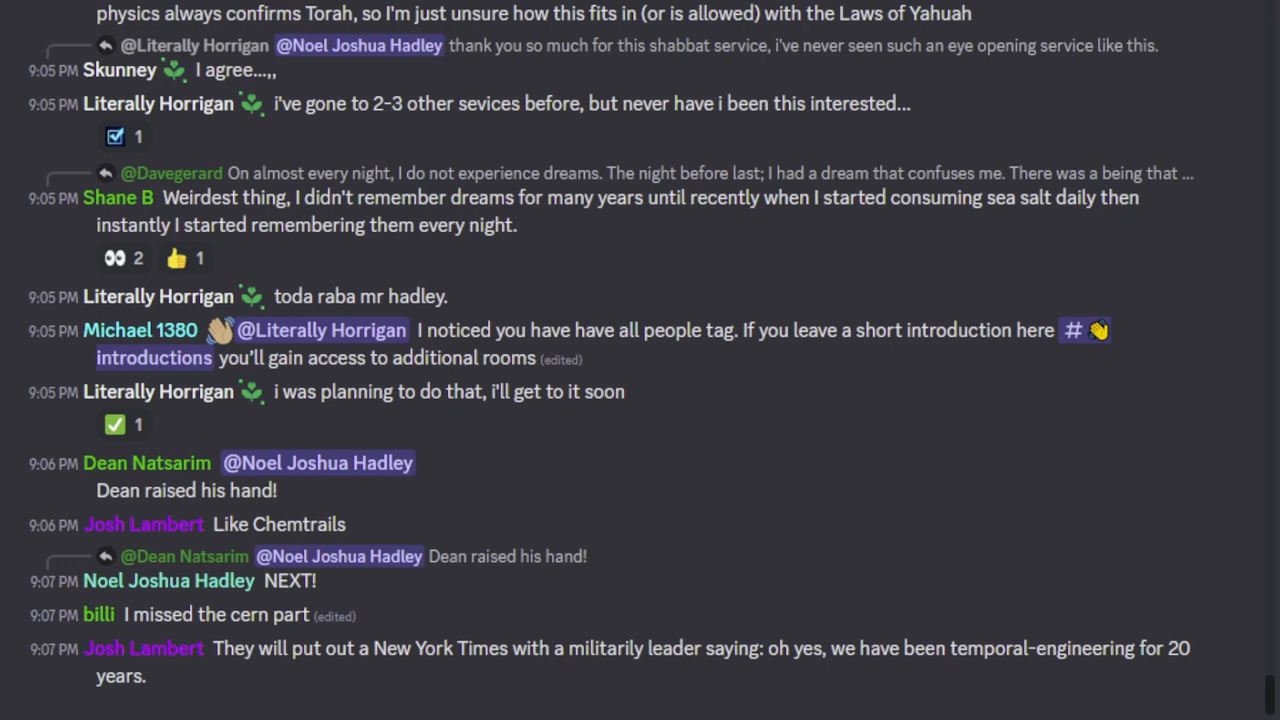 physics always confirms Torah, so I'm just unsure how this fits in (or is allowed) with the Laws of Yahuah
@Literally Horrigan @Noel Joshua Hadley thank you so much for this shabbat service, i've never seen such an eye opening service like this.
9:05 PM Skunney I agree...,,
9:05 PM Literally Horrigan i've gone to 2-3 other sevices before, but never have i been this interested...
1
@Davegerard On almost every night, I do not experience dreams. The night before last; I had a dream that confuses me. There was a being that ...
9:05 PM Shane B Weirdest thing, I didn't remember dreams for many years until recently when I started consuming sea salt daily then
instantly I started remembering them every night.
👀 2 👍 1
9:05 PM Literally Horrigan toda raba mr hadley.
9:05 PM Michael 1380 👋🏽 @Literally Horrigan I noticed you have have all people tag. If you leave a short introduction here # 👋
introductions you'll gain access to additional rooms (edited)
9:05 PM Literally Horrigan i was planning to do that, i'll get to it soon
✅ 1
9:06 PM Dean Natsarim @Noel Joshua Hadley
Dean raised his hand!
9:06 PM Josh Lambert Like Chemtrails
@Dean Natsarim @Noel Joshua Hadley Dean raised his hand!
9:07 PM Noel Joshua Hadley NEXT!
9:07 PM billi I missed the cern part (edited)
9:07 PM Josh Lambert They will put out a New York Times with a militarily leader saying: oh yes, we have been temporal-engineering for 20
years.